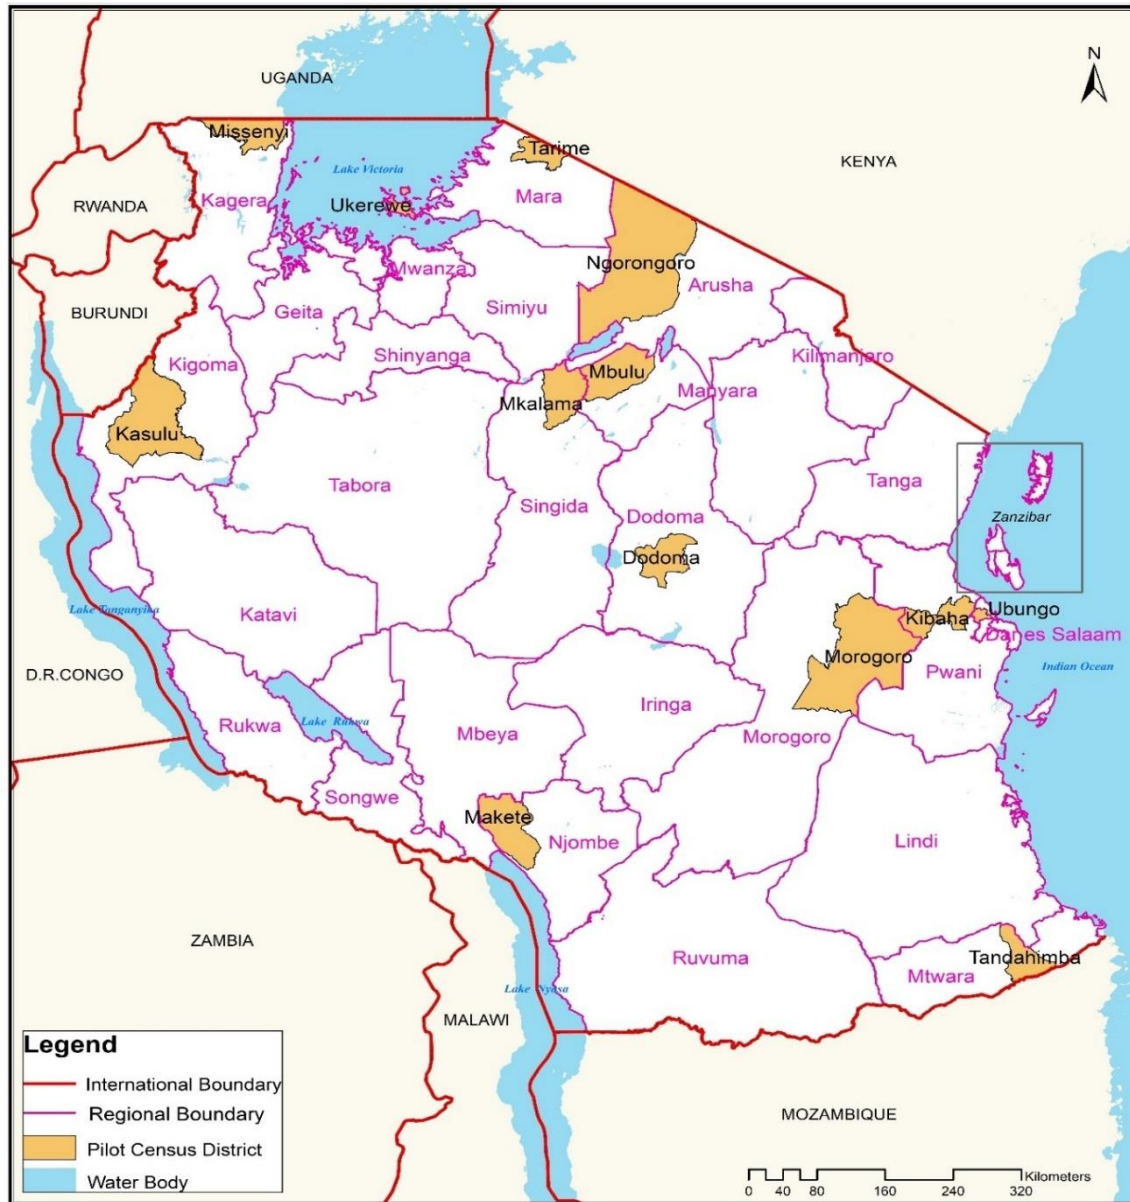 N
UGANDA
Missenyi
Tarime
KENYA
Lake Victoria
RWANDA
Kagera
Ukerewe
Mara
Ngorongoro
Mwanza
Arusha
BURUNDI
Geita
Simiyu
Shinyanga
Kilimanjaro
Kigoma
Mbulu
Manyara
Mkalama
Kasulu
Tabora
Singida
Tanga
Dodoma
Zanzibar
Dodoma
Lake Tanganyika
Katavi
Kibaha
Ubungo
Dar es Salaam
Morogoro
Indian Ocean
D.R.CONGO
Pwani
Rukwa
Lake Rukwa
Mbeya
Iringa
Morogoro
Songwe
Makete
Njombe
Lindi
ZAMBIA
Ruvuma
Tandahimba
Mtwara
Lake Nyasa
MALAWI
MOZAMBIQUE
Legend
International Boundary
Regional Boundary
Pilot Census District
Water Body
Kilometers
0 40 80 160 240 320